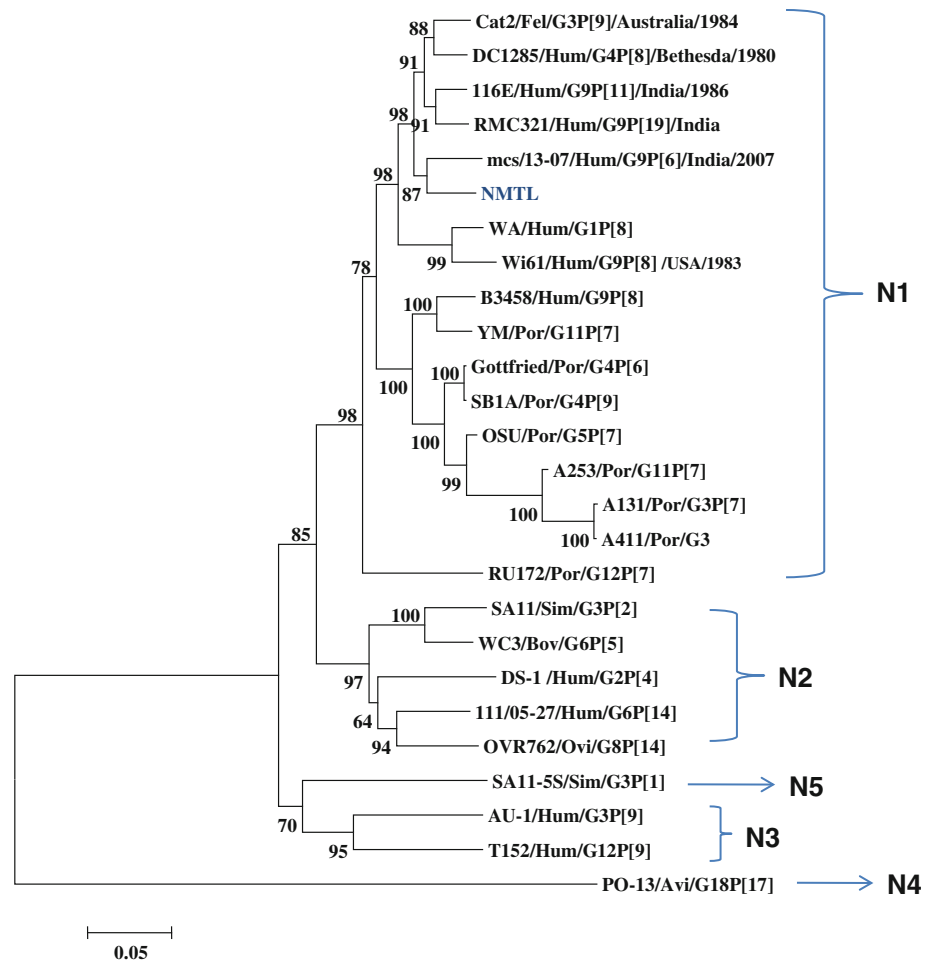 Cat2/Fel/G3P[9]/Australia/1984
88
DC1285/Hum/G4P[8]/Bethesda/1980
91
116E/Hum/G9P[11]/India/1986
98
91
RMC321/Hum/G9P[19]/India
mcs/13-07/Hum/G9P[6]/India/2007
98
87
NMTL
WA/Hum/G1P[8]
99
Wi61/Hum/G9P[8] /USA/1983
78
N1
B3458/Hum/G9P[8]
100
YM/Por/G11P[7]
Gottfried/Por/G4P[6]
100
100
SB1A/Por/G4P[9]
98
OSU/Por/G5P[7]
100
A253/Por/G11P[7]
99
A131/Por/G3P[7]
100
A411/Por/G3
100
85
RU172/Por/G12P[7]
SA11/Sim/G3P[2]
100
WC3/Bov/G6P[5]
DS-1 /Hum/G2P[4]
N2
97
111/05-27/Hum/G6P[14]
64
OVR762/Ovi/G8P[14]
94
SA11-5S/Sim/G3P[1]
N5
AU-1/Hum/G3P[9]
70
N3
T152/Hum/G12P[9]
95
PO-13/Avi/G18P[17]
N4
0.05